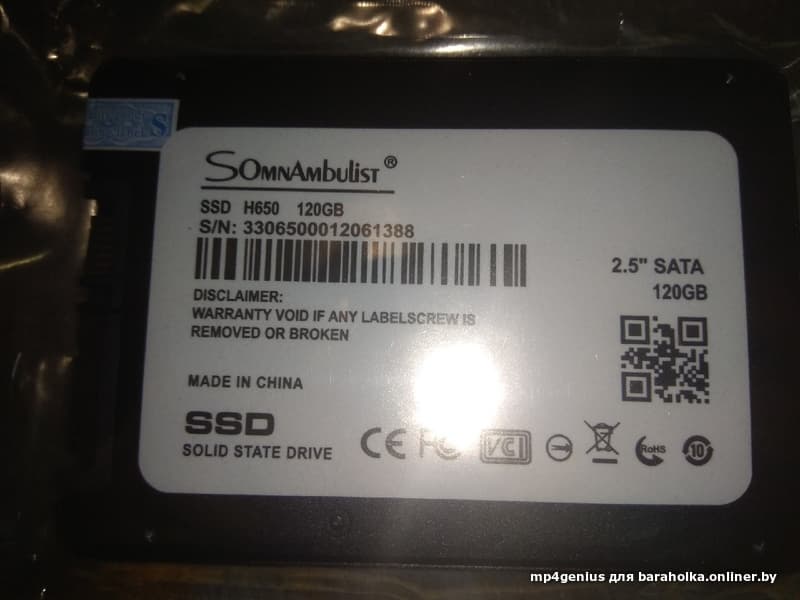 SOMNAMBULIST®
SSD H650 120GB
S/N: 3306500012061388
DISCLAIMER:
WARRANTY VOID IF ANY LABELSCREW IS
REMOVED OR BROKEN
2.5" SATA
120GB
MADE IN CHINA
SSD
SOLID STATE DRIVE
CE FC VCI RoHS 10
S
mp4genius для baraholka.onliner.by